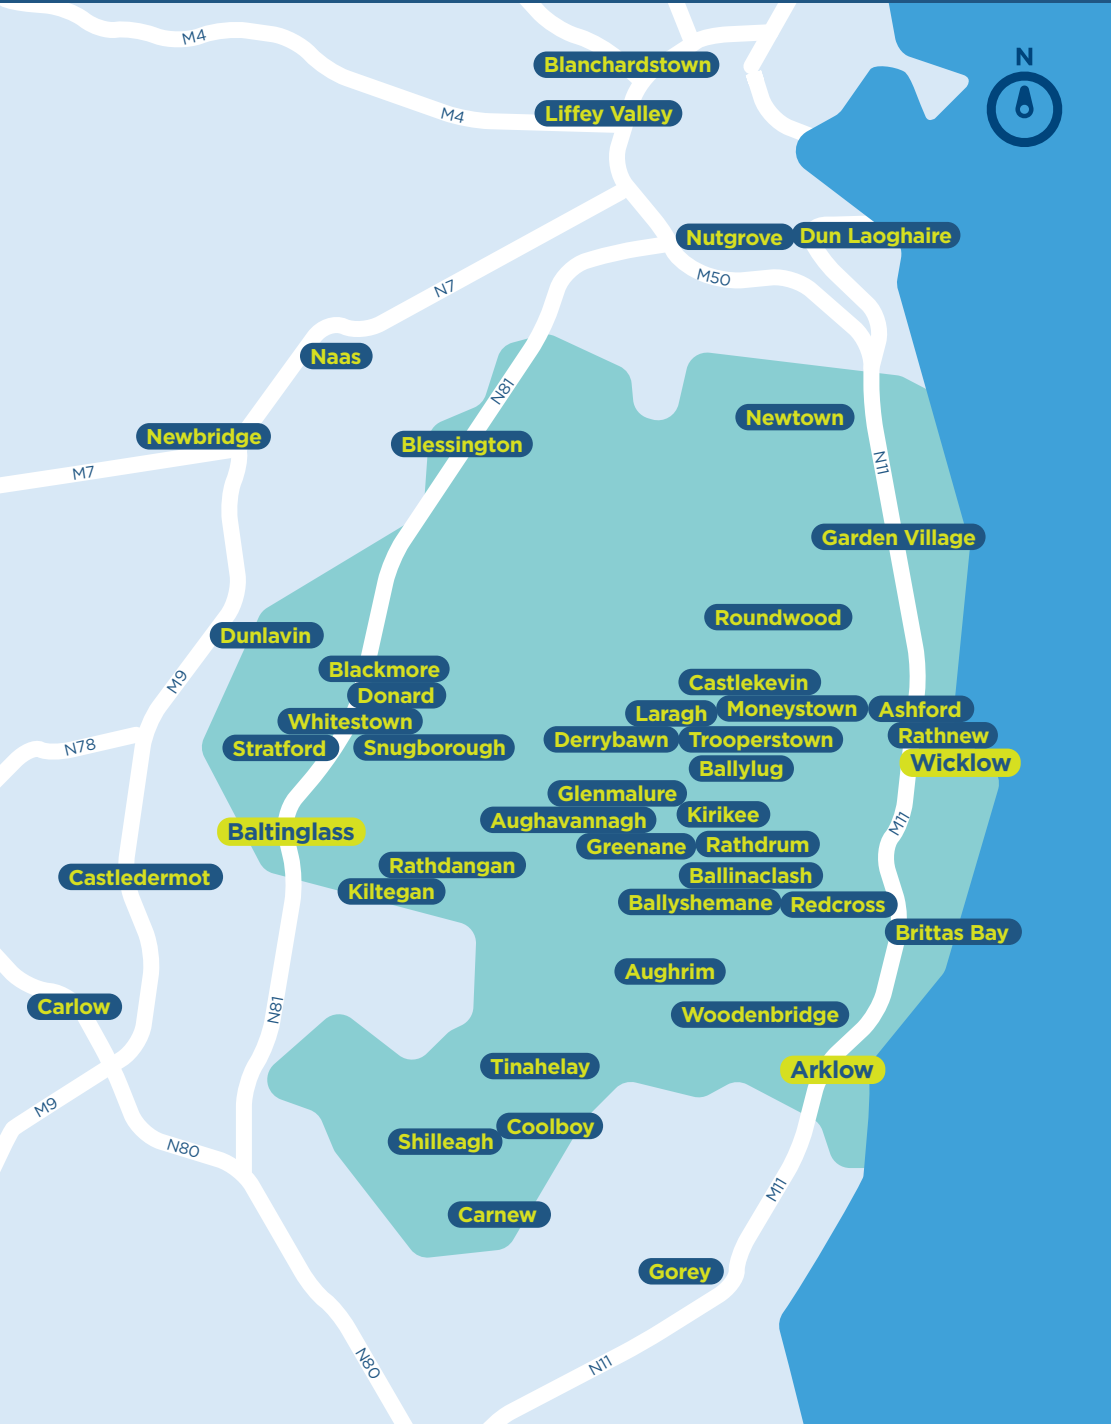 M4
N
Blanchardstown
M4
Liffey Valley
Nutgrove
Dun Laoghaire
M50
N7
Naas
N81
Newtown
Newbridge
Blessington
M7
N11
Garden Village
Roundwood
Dunlavin
Blackmore
M9
Castlekevin
Donard
Laragh
Moneystown
Ashford
Whitestown
Rathnew
N78
Stratford
Snugborough
Derrybawn
Trooperstown
Wicklow
Ballylug
Glenmalure
Kirikee
Aughavannagh
M11
Baltinglass
Greenane
Rathdrum
Rathdangan
Castledermot
Ballinaclash
Kiltegan
Ballyshemane
Redcross
Brittas Bay
Aughrim
Carlow
N81
Woodenbridge
Tinahelay
Arklow
M9
Coolboy
Shilleagh
N80
M11
Carnew
Gorey
N80
N11